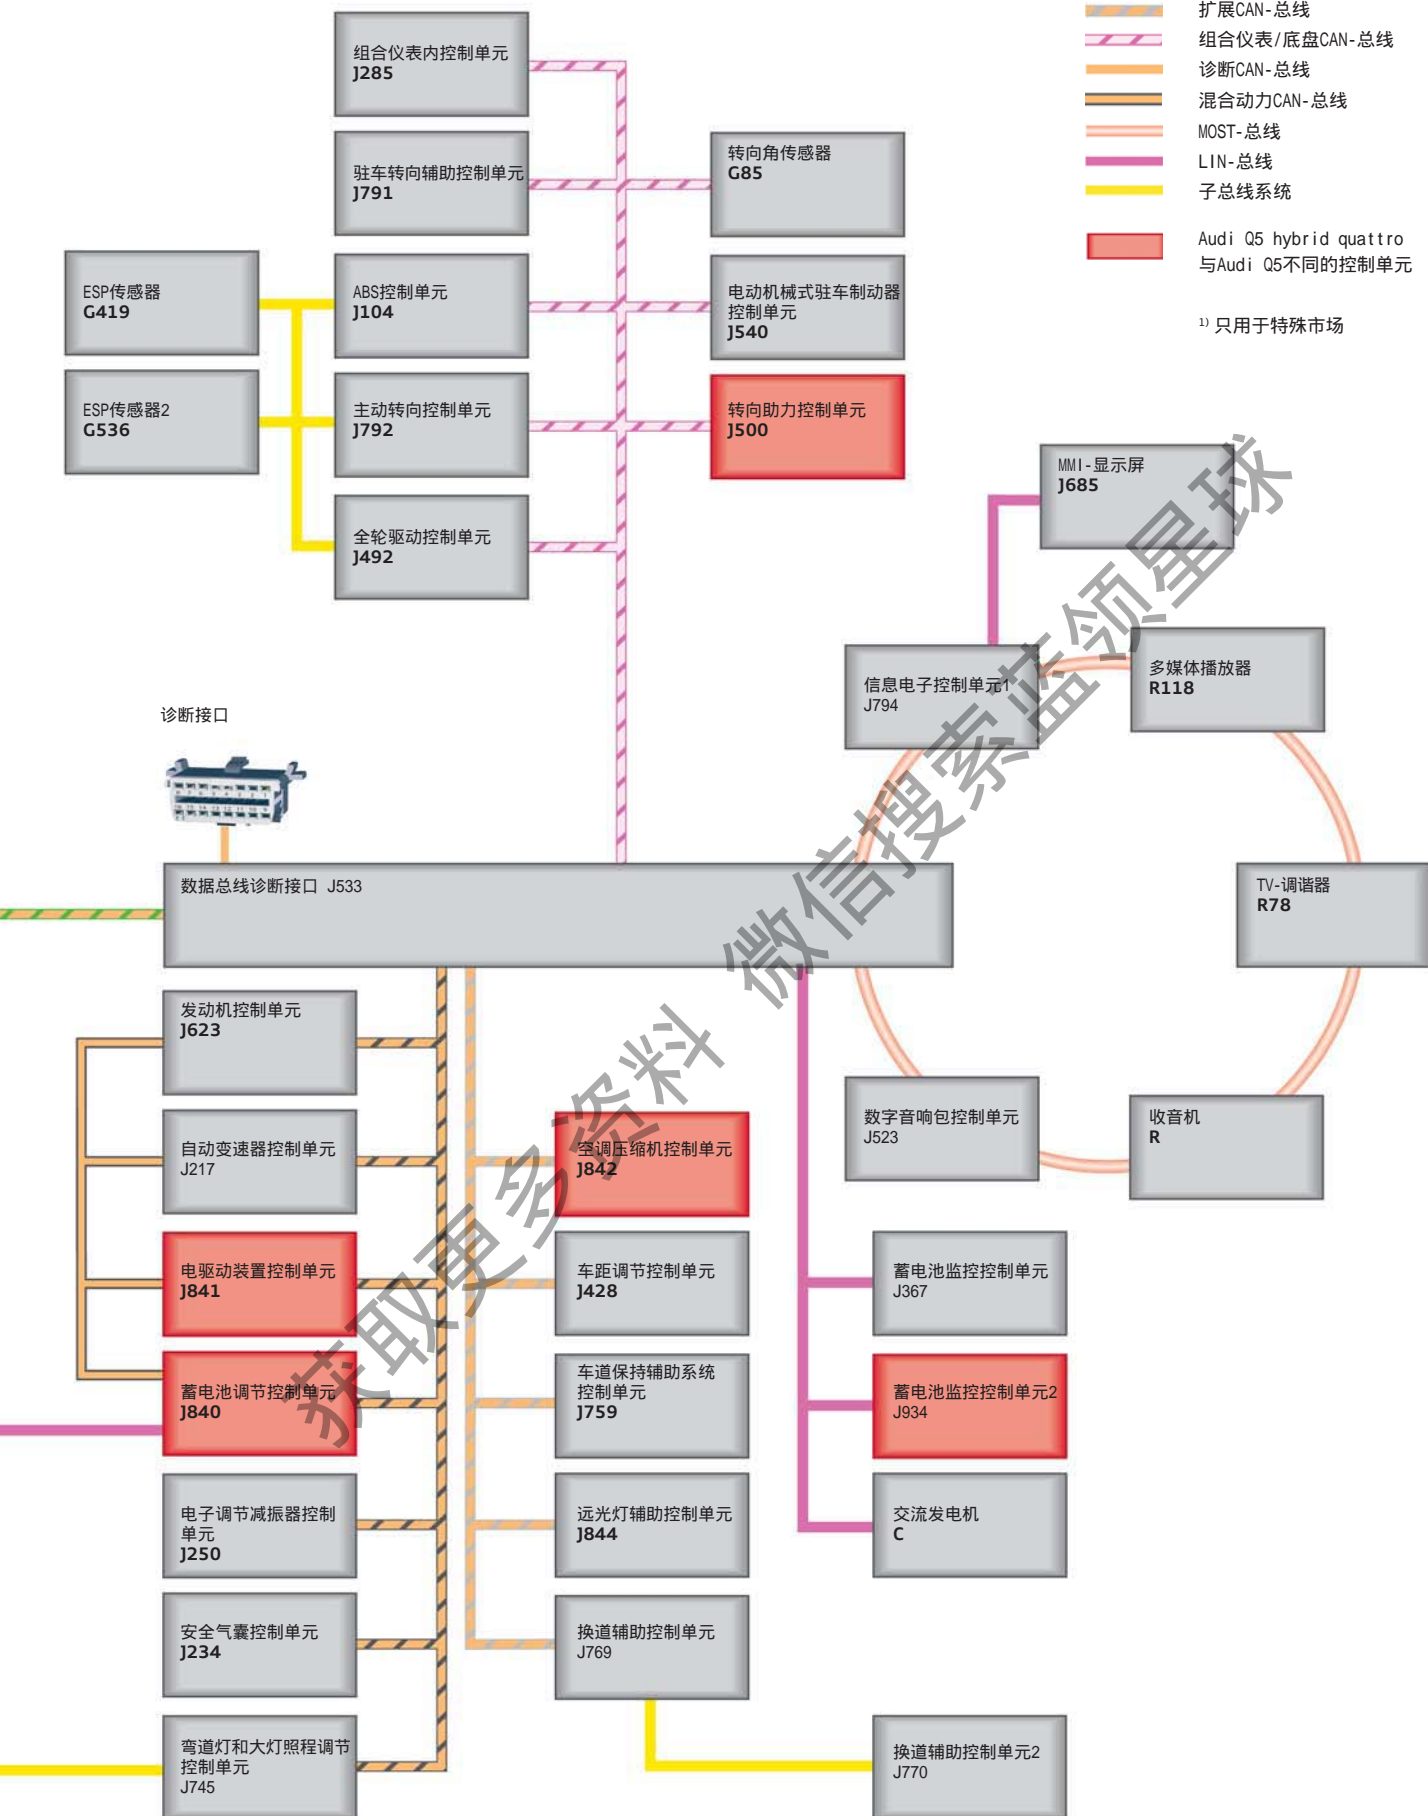 扩展CAN-总线
组合仪表/底盘CAN-总线
诊断CAN-总线
混合动力CAN-总线
MOST-总线
LIN-总线
子总线系统
Audi Q5 hybrid quattro
与Audi Q5不同的控制单元
1) 只用于特殊市场
组合仪表内控制单元
J285
驻车转向辅助控制单元
J791
转向角传感器
G85
ESP传感器
G419
ABS控制单元
J104
电动机械式驻车制动器
控制单元
J540
ESP传感器2
G536
主动转向控制单元
J792
转向助力控制单元
J500
全轮驱动控制单元
J492
MMI-显示屏
J685
信息电子控制单元1
J794
多媒体播放器
R118
诊断接口
数据总线诊断接口 J533
TV-调谐器
R78
发动机控制单元
J623
自动变速器控制单元
J217
空调压缩机控制单元
J842
数字音响包控制单元
J523
收音机
R
电驱动装置控制单元
J841
车距调节控制单元
J428
蓄电池监控控制单元
J367
蓄电池调节控制单元
J840
车道保持辅助系统
控制单元
J759
蓄电池监控控制单元2
J934
电子调节减振器控制
单元
J250
远光灯辅助控制单元
J844
交流发电机
C
安全气囊控制单元
J234
换道辅助控制单元
J769
弯道灯和大灯照程调节
控制单元
J745
换道辅助控制单元2
J770
获取更多资料 微信搜索蓝领星球